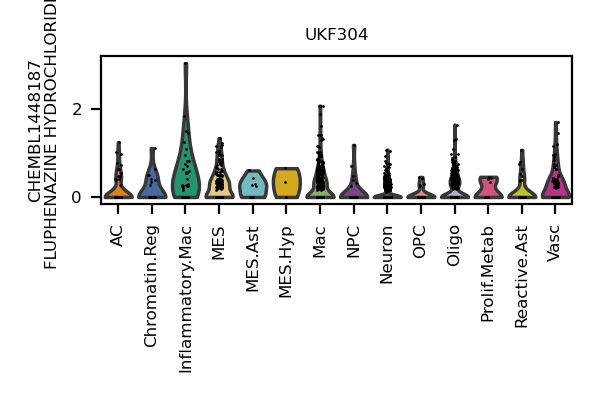 UKF304
CHEMBL1448187
FLUPHENAZINE HYDROCHLORIDE
2
0
AC
Chromatin.Reg
Inflammatory.Mac
MES
MES.Ast
MES.Hyp
Mac
NPC
Neuron
OPC
Oligo
Prolif.Metab
Reactive.Ast
Vasc